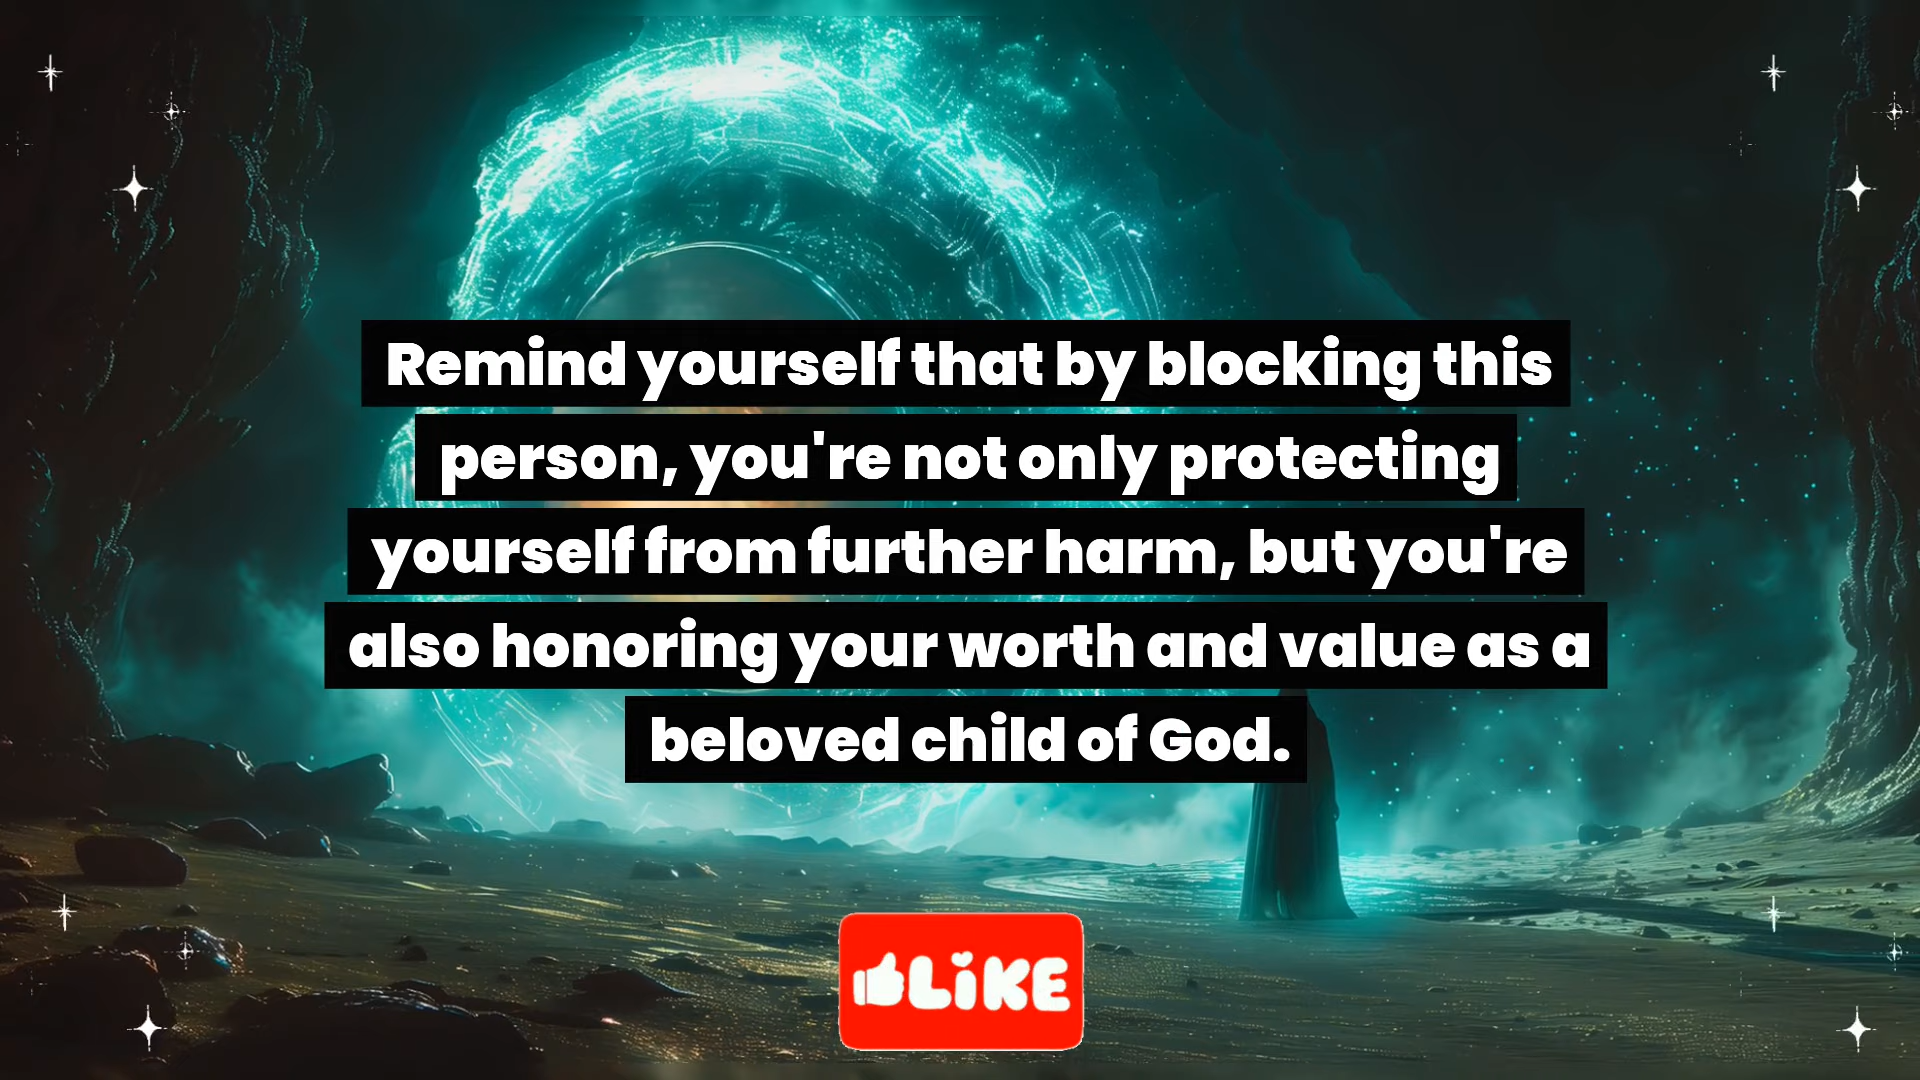 Remind yourself that by blocking this
person, you're not only protecting
yourself from further harm, but you're
also honoring your worth and value as a
beloved child of God.
LiKE